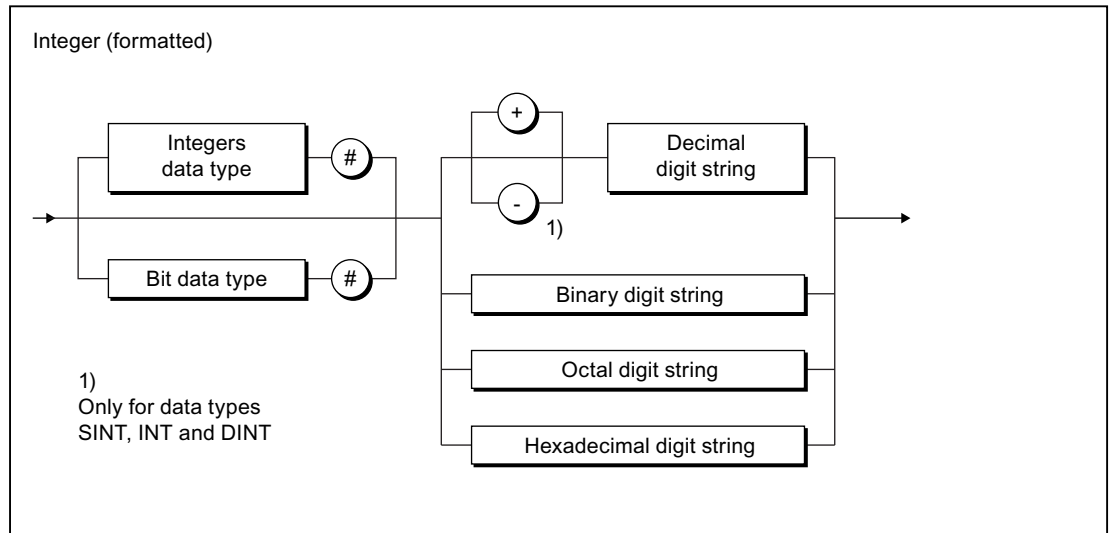 Integer (formatted)
+
Integers
data type
#
Decimal
digit string
-
1)
Bit data type
#
Binary digit string
Octal digit string
1)
Only for data types
SINT, INT and DINT
Hexadecimal digit string